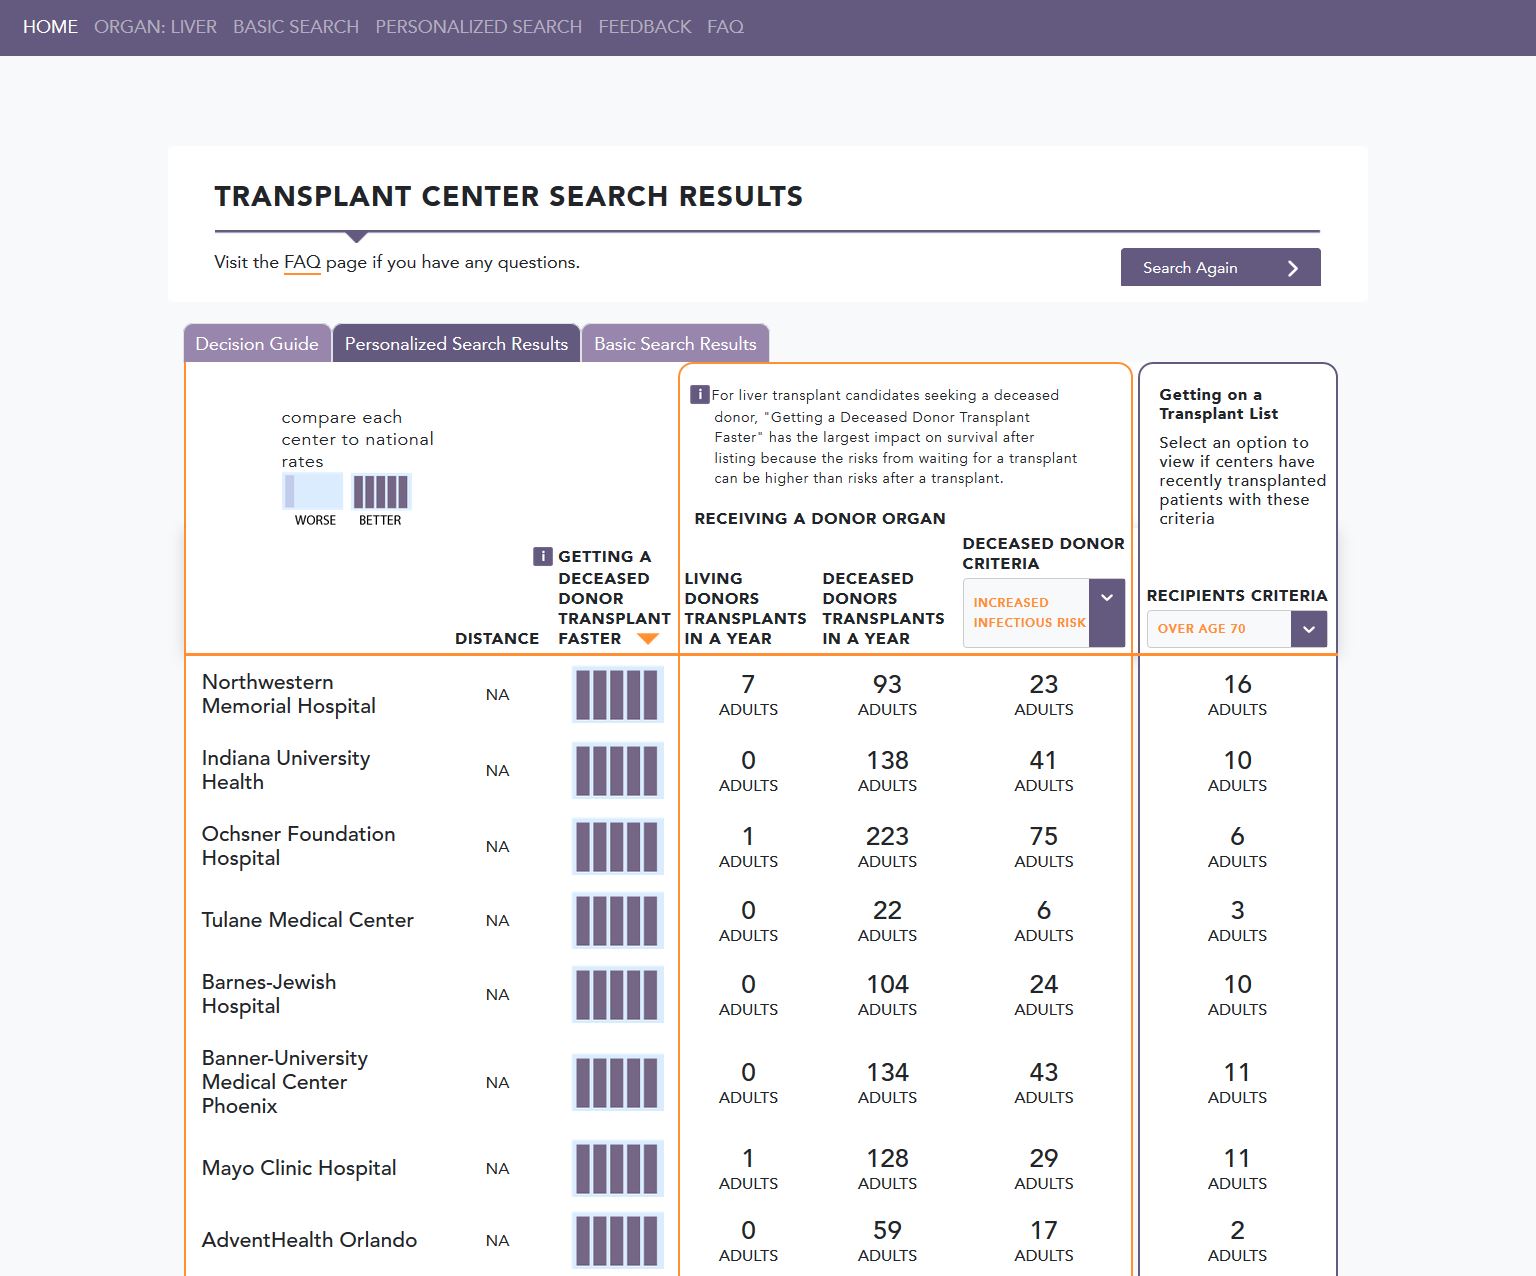 HOME ORGAN: LIVER BASIC SEARCH PERSONALIZED SEARCH FEEDBACK FAQ
TRANSPLANT CENTER SEARCH RESULTS
Visit the FAQ page if you have any questions.
Search Again
Decision Guide Personalized Search Results Basic Search Results
compare each
center to national
rates
WORSE BETTER
i For liver transplant candidates seeking a deceased
donor, "Getting a Deceased Donor Transplant
Faster" has the largest impact on survival after
listing because the risks from waiting for a transplant
can be higher than risks after a transplant.
Getting on a
Transplant List
Select an option to
view if centers have
recently transplanted
patients with these
criteria
RECEIVING A DONOR ORGAN
DISTANCE
i GETTING A
DECEASED
DONOR
TRANSPLANT
FASTER
LIVING
DONORS
TRANSPLANTS
IN A YEAR
DECEASED
DONORS
TRANSPLANTS
IN A YEAR
DECEASED DONOR
CRITERIA
INCREASED
INFECTIOUS RISK
RECIPIENTS CRITERIA
OVER AGE 70
Northwestern
Memorial Hospital
NA
7 93 23 16
ADULTS ADULTS ADULTS ADULTS
Indiana University
Health
NA
0 138 41 10
ADULTS ADULTS ADULTS ADULTS
Ochsner Foundation
Hospital
NA
1 223 75 6
ADULTS ADULTS ADULTS ADULTS
Tulane Medical Center
NA
0 22 6 3
ADULTS ADULTS ADULTS ADULTS
Barnes-Jewish
Hospital
NA
0 104 24 10
ADULTS ADULTS ADULTS ADULTS
Banner-University
Medical Center
Phoenix
NA
0 134 43 11
ADULTS ADULTS ADULTS ADULTS
Mayo Clinic Hospital
NA
1 128 29 11
ADULTS ADULTS ADULTS ADULTS
AdventHealth Orlando
NA
0 59 17 2
ADULTS ADULTS ADULTS ADULTS